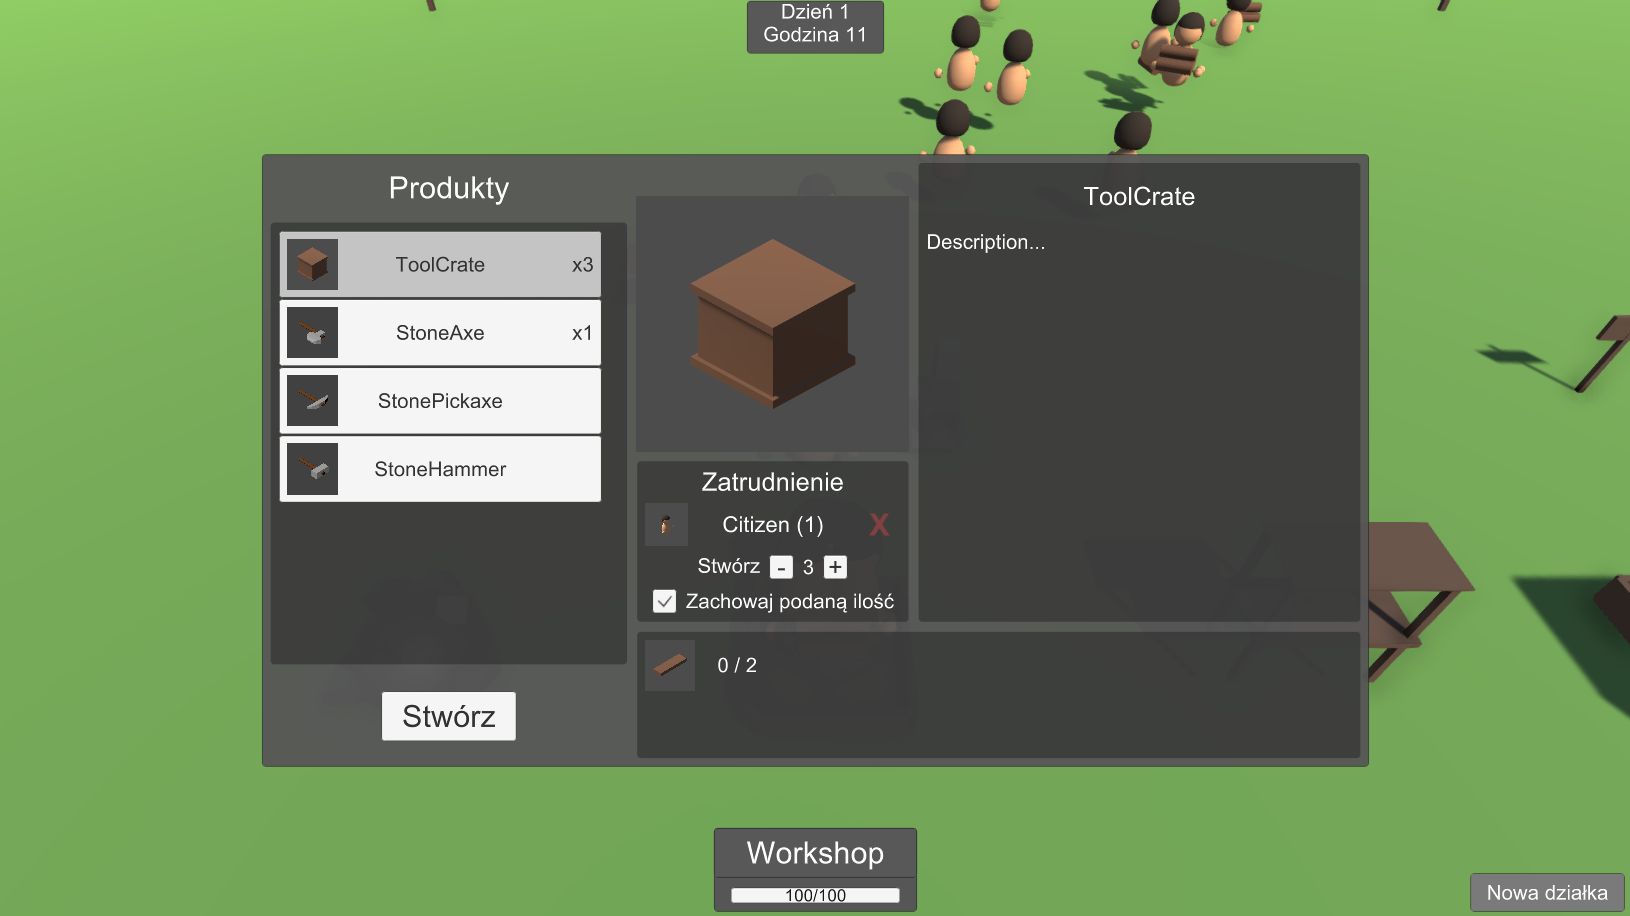 Dzień 1
Godzina 11
Produkty
ToolCrate x3
StoneAxe x1
StonePickaxe
StoneHammer
Stwórz
Zatrudnienie
Citizen (1) X
Stwórz - 3 +
Zachowaj podaną ilość
ToolCrate
Description...
0 / 2
Workshop
100/100
Nowa działka